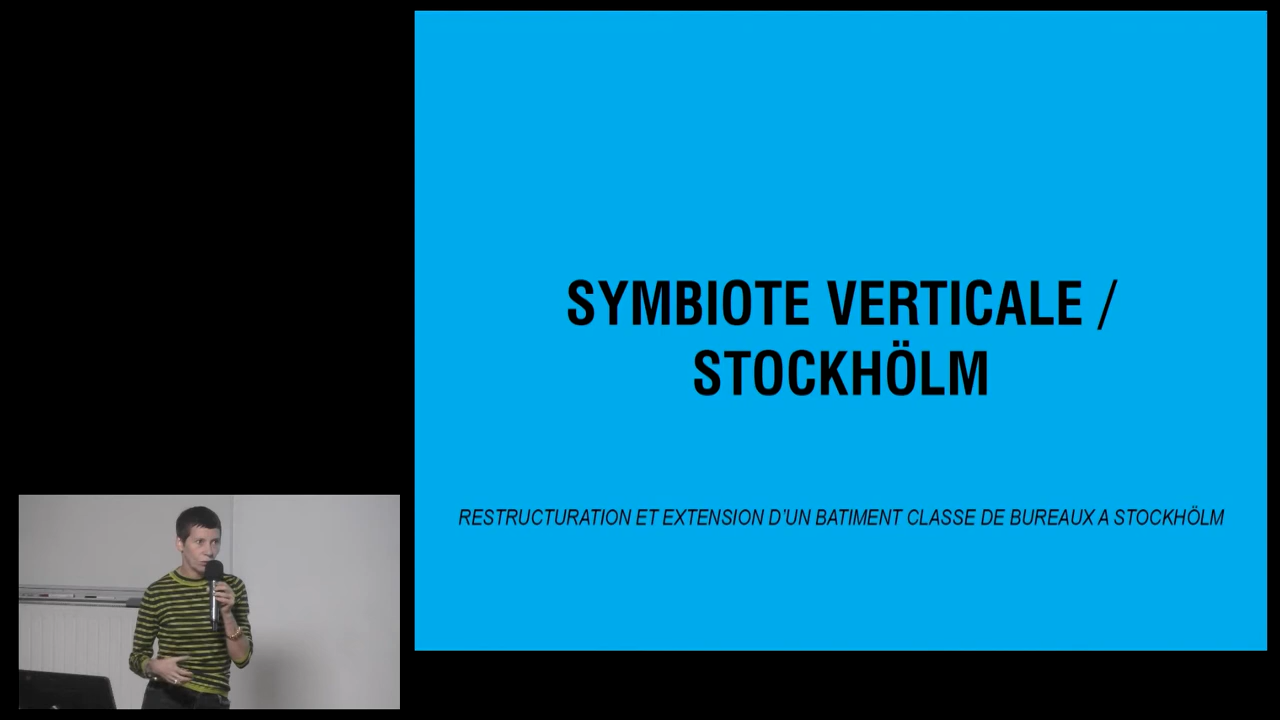 SYMBIOTE VERTICALE /
STOCKHÖLM
RESTRUCTURATION ET EXTENSION D'UN BATIMENT CLASSE DE BUREAUX A STOCKHÖLM